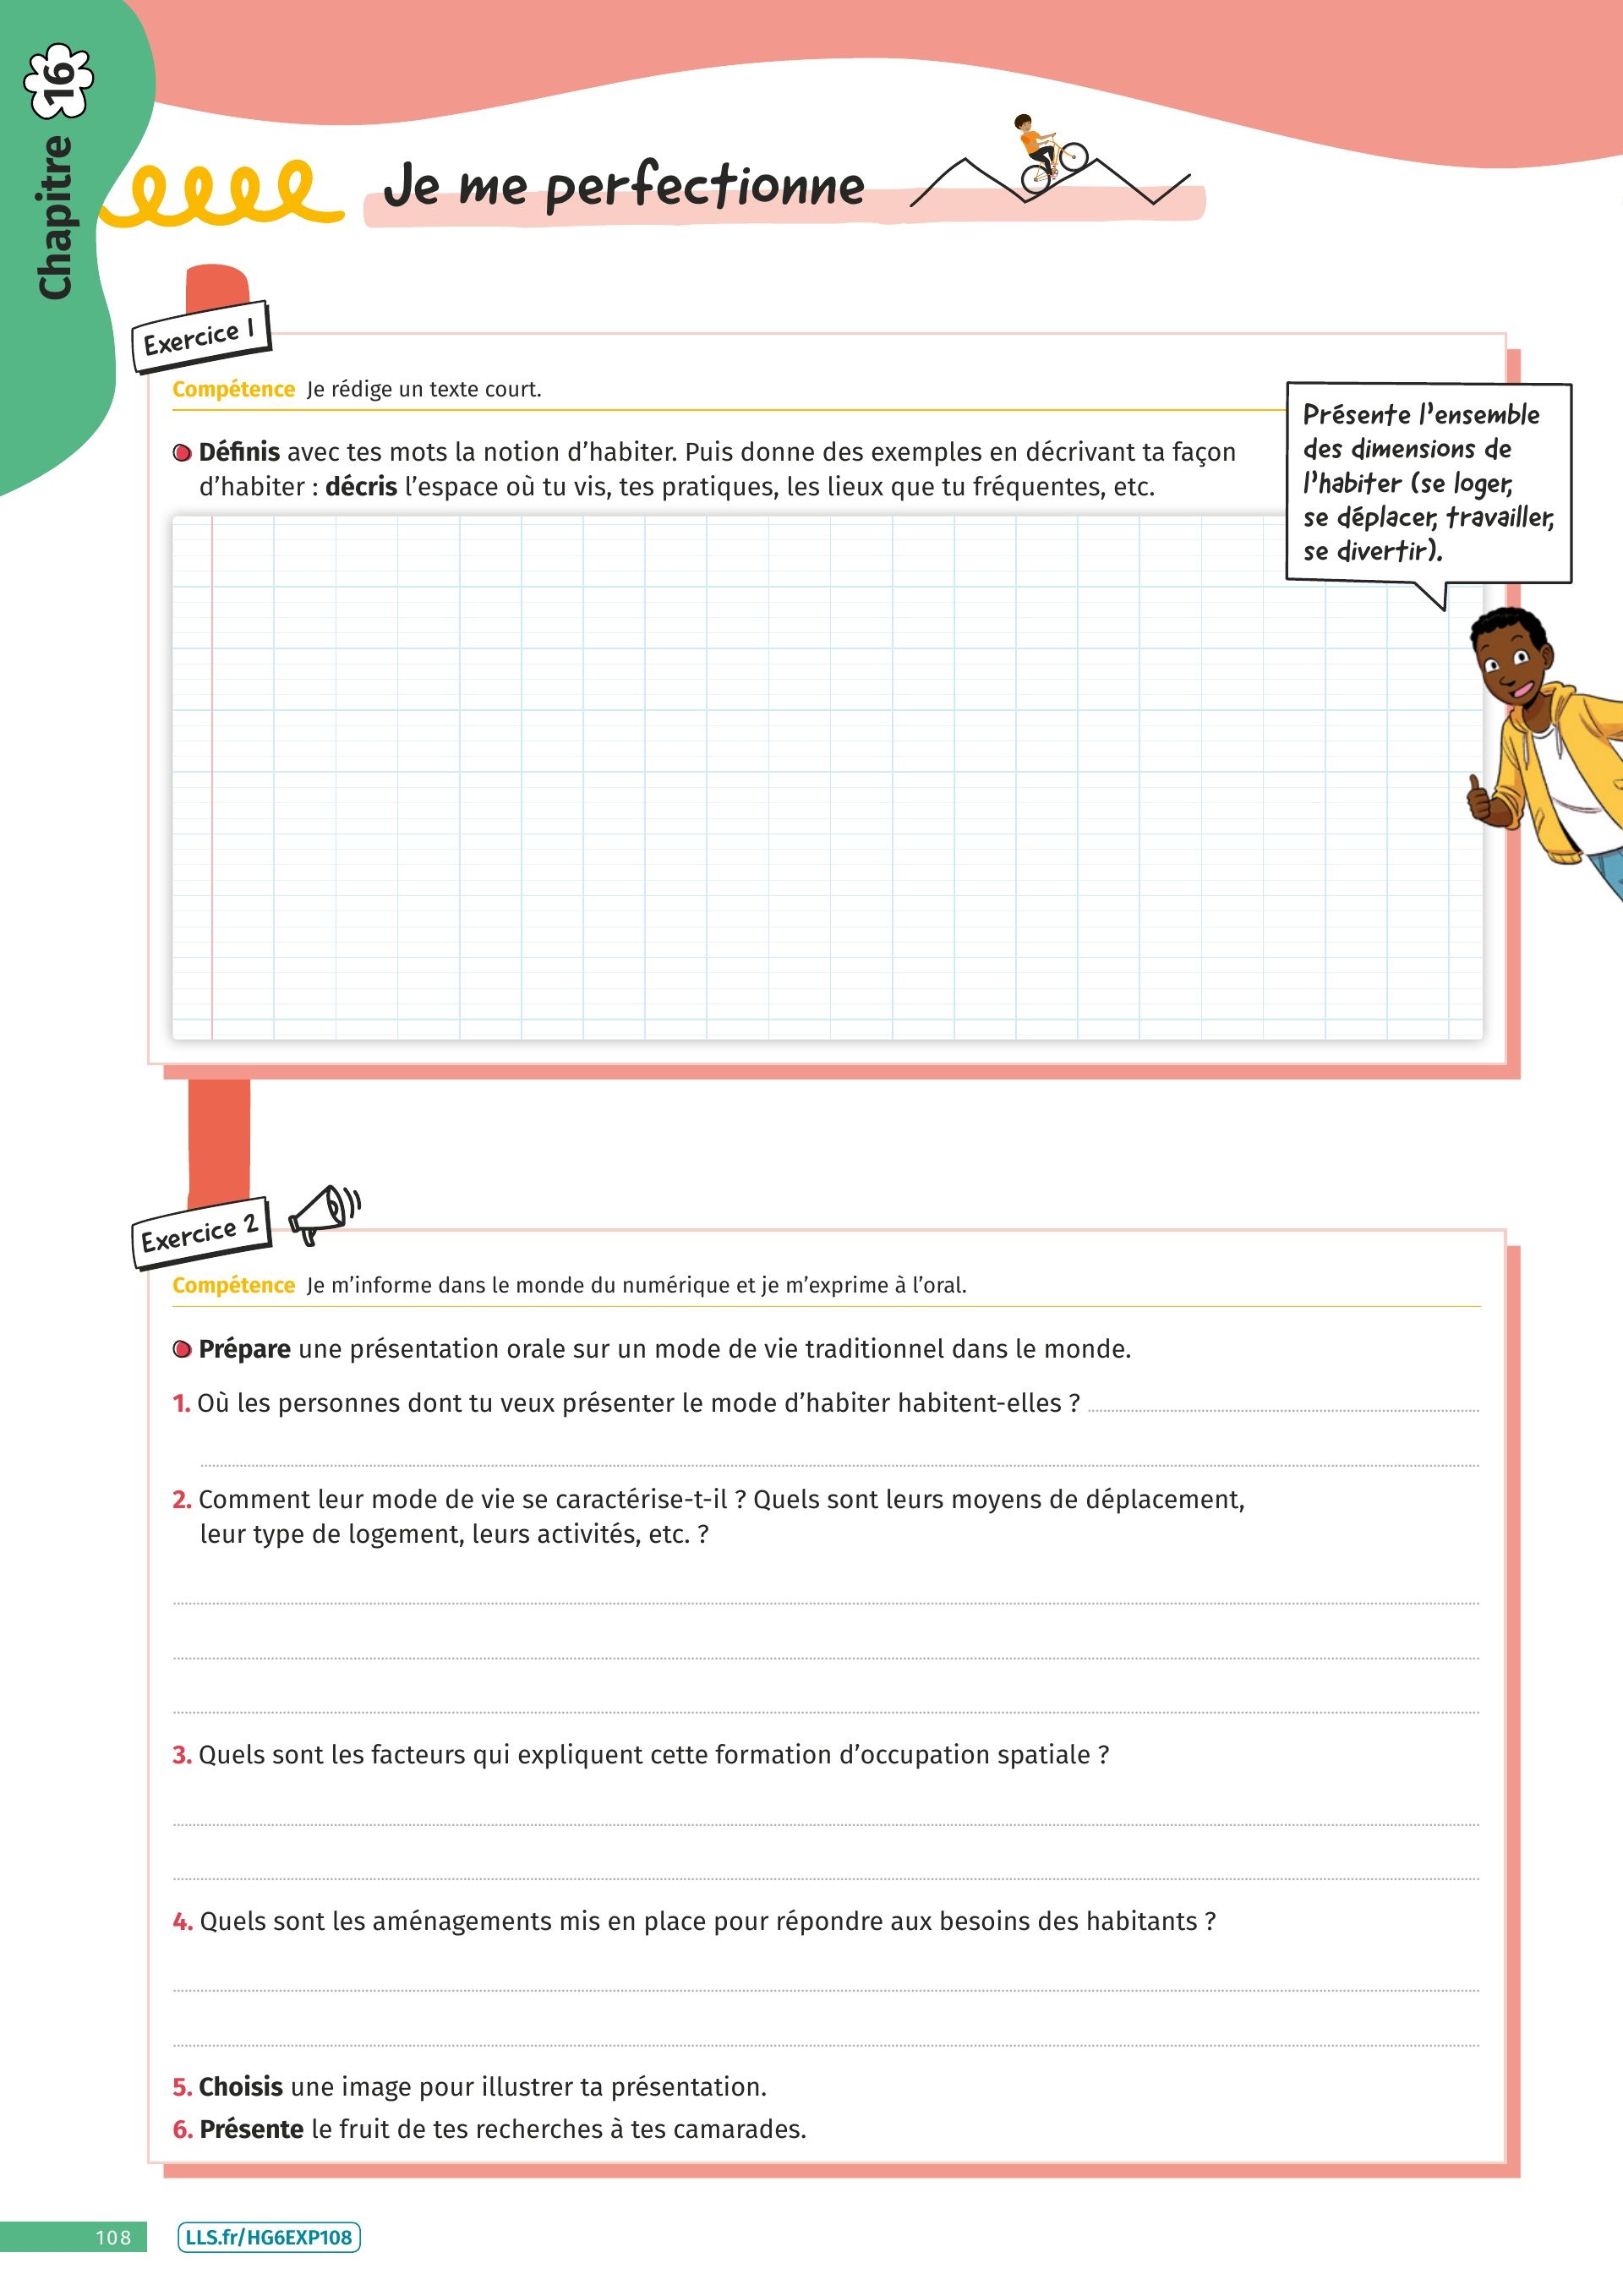 Chapitre 16
Je me perfectionne
Exercice 1
Compétence Je rédige un texte court.
Définis avec tes mots la notion d’habiter. Puis donne des exemples en décrivant ta façon
d’habiter : décris l’espace où tu vis, tes pratiques, les lieux que tu fréquentes, etc.
Présente l’ensemble
des dimensions de
l’habiter (se loger,
se déplacer, travailler,
se divertir).
Exercice 2
Compétence Je m’informe dans le monde du numérique et je m’exprime à l’oral.
Prépare une présentation orale sur un mode de vie traditionnel dans le monde.
1. Où les personnes dont tu veux présenter le mode d’habiter habitent-elles ?
2. Comment leur mode de vie se caractérise-t-il ? Quels sont leurs moyens de déplacement,
leur type de logement, leurs activités, etc. ?
3. Quels sont les facteurs qui expliquent cette formation d’occupation spatiale ?
4. Quels sont les aménagements mis en place pour répondre aux besoins des habitants ?
5. Choisis une image pour illustrer ta présentation.
6. Présente le fruit de tes recherches à tes camarades.
108
LLS.fr/HG6EXP108